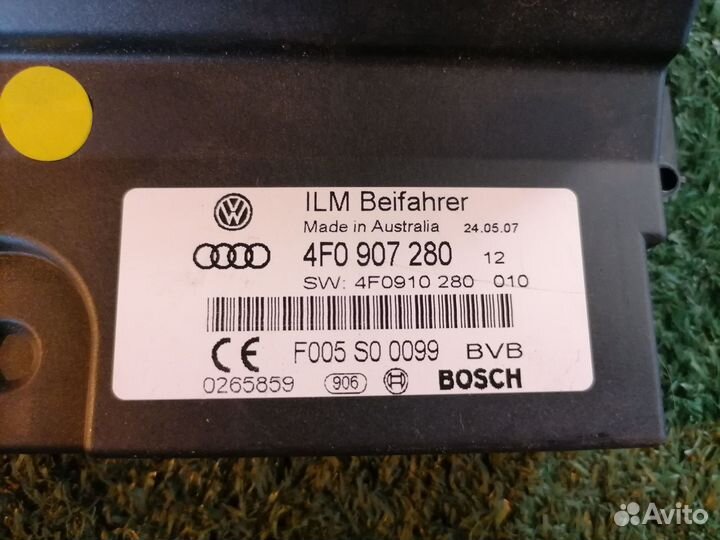 ILM Beifahrer
Made in Australia 24.05.07
4F0 907 280 12
SW: 4F0910 280 010
F005 S0 0099 BVB
0265859 906 BOSCH
Avito